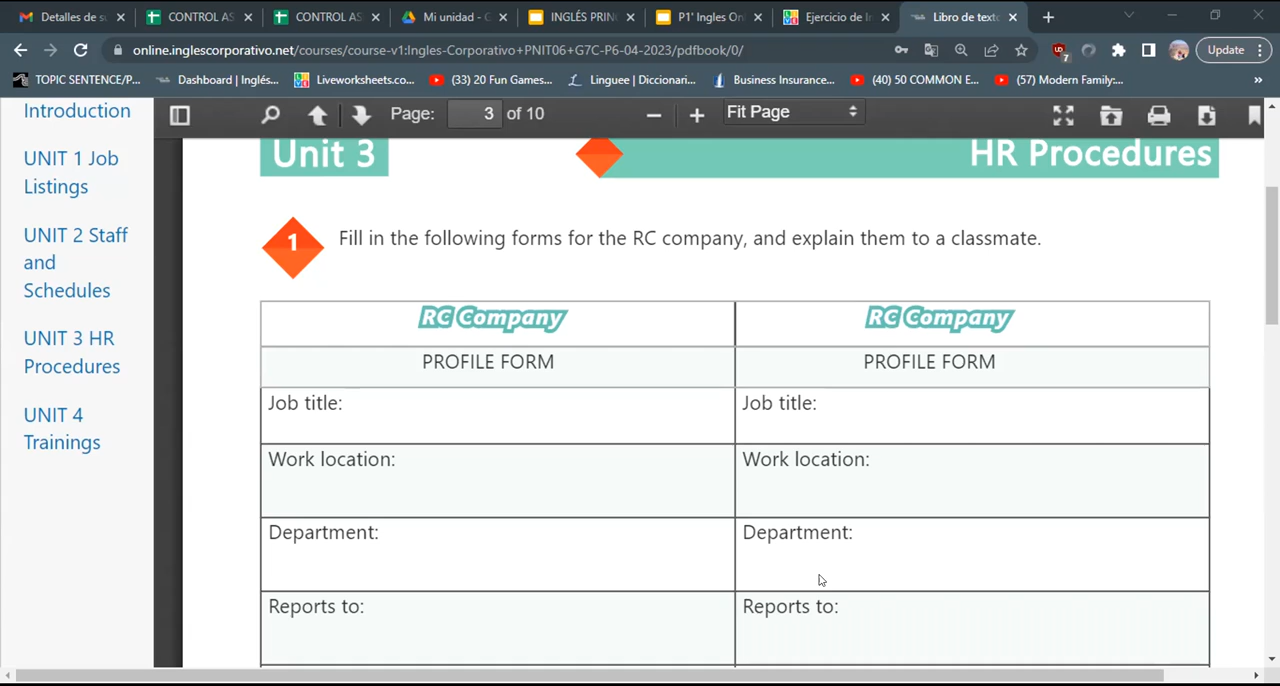 Detalles de su
CONTROL AS
CONTROL AS
Mi unidad - G
INGLÉS PRIN
P1' Ingles On
Ejercicio de In
Libro de texto
online.inglescorporativo.net/courses/course-v1:Ingles-Corporativo+PNIT06+G7C-P6-04-2023/pdfbook/0/
7
Update
TOPIC SENTENCE/P...
Dashboard | Inglés...
Liveworksheets.co...
(33) 20 Fun Games...
Linguee | Diccionari...
Business Insurance...
(40) 50 COMMON E...
(57) Modern Family:...
»
Page: 3 of 10
Fit Page
Introduction
UNIT 1 Job
Listings
UNIT 2 Staff
and
Schedules
UNIT 3 HR
Procedures
UNIT 4
Trainings
Unit 3
HR Procedures
1
Fill in the following forms for the RC company, and explain them to a classmate.
RC Company
RC Company
PROFILE FORM
PROFILE FORM
Job title:
Job title:
Work location:
Work location:
Department:
Department:
Reports to:
Reports to: